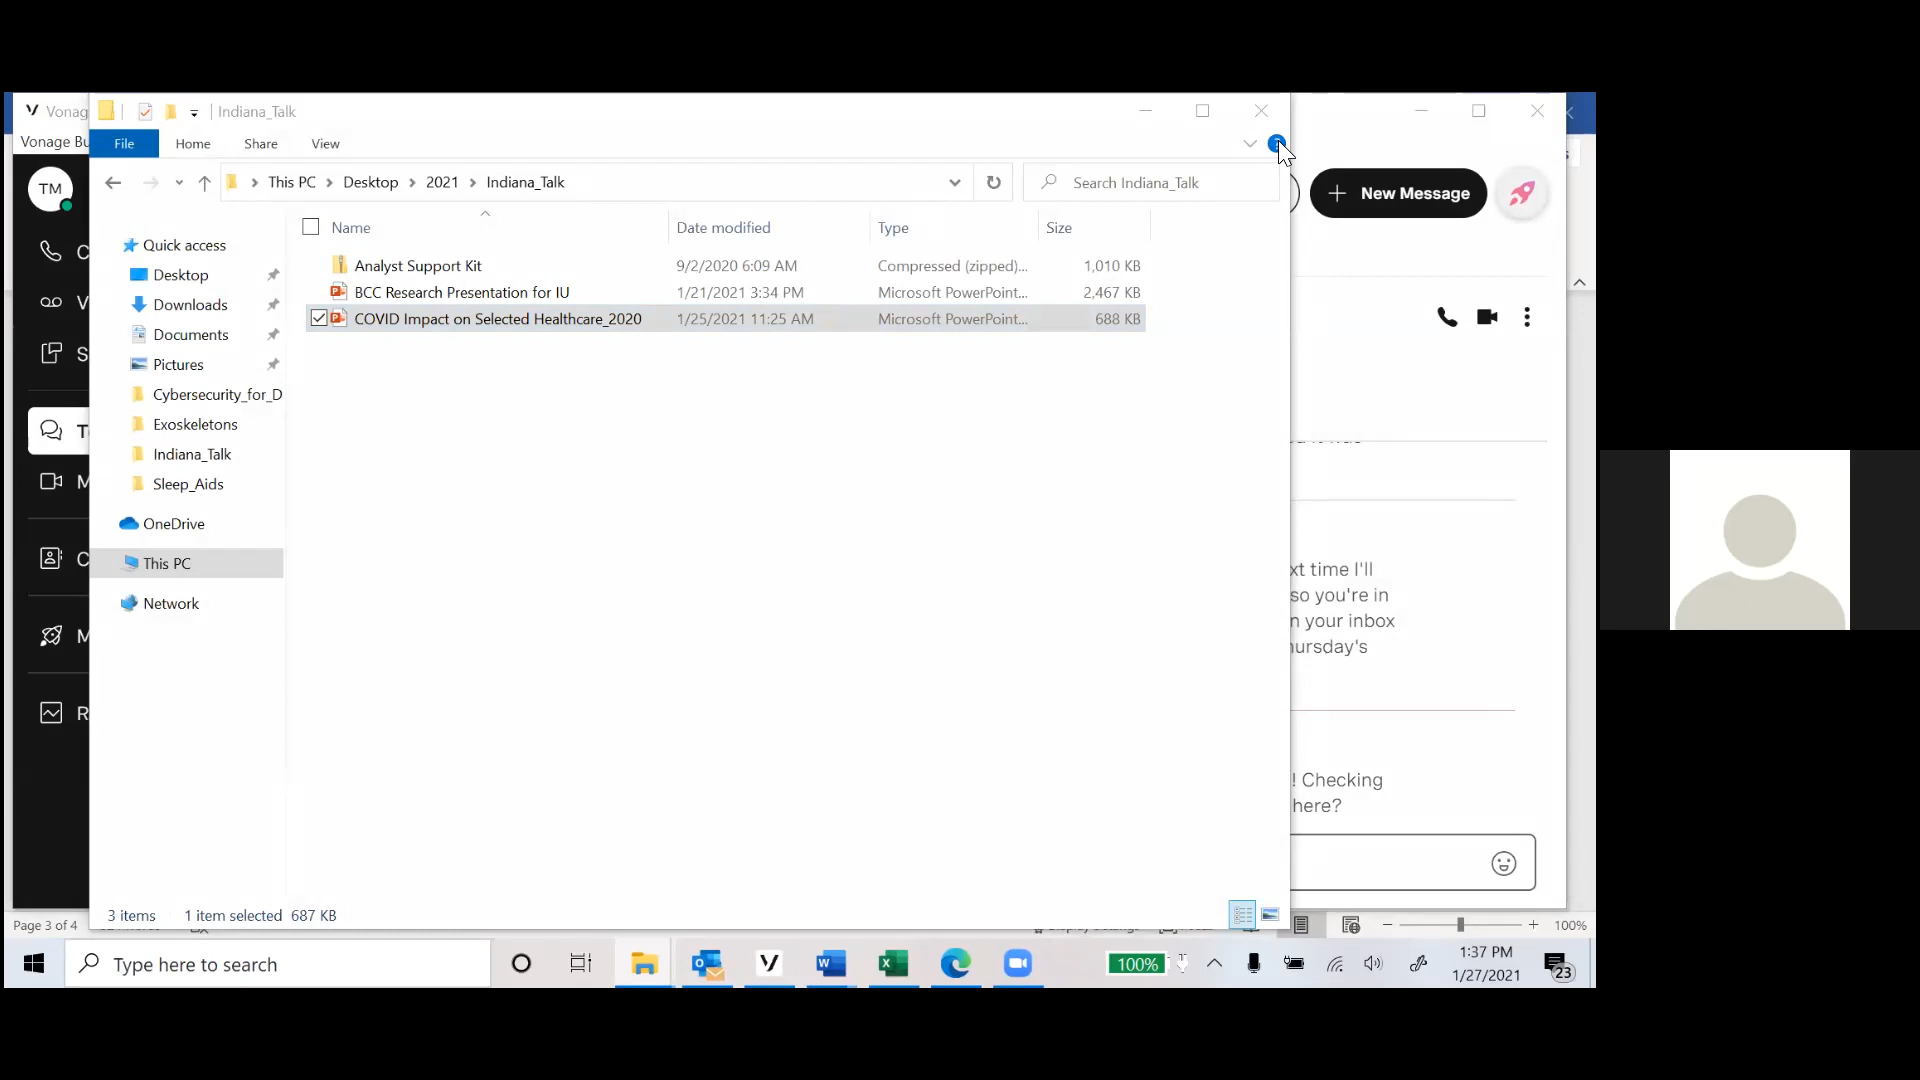 Vonag
Indiana_Talk
Vonage Bu
File
Home
Share
View
TM
This PC
Desktop
2021
Indiana_Talk
Search Indiana_Talk
New Message
Name
Date modified
Type
Size
Quick access
Desktop
Downloads
Documents
Pictures
Cybersecurity_for_D
Exoskeletons
Indiana_Talk
Sleep_Aids
OneDrive
This PC
Network
Analyst Support Kit 9/2/2020 6:09 AM Compressed (zipped)... 1,010 KB
BCC Research Presentation for IU 1/21/2021 3:34 PM Microsoft PowerPoint... 2,467 KB
COVID Impact on Selected Healthcare_2020 1/25/2021 11:25 AM Microsoft PowerPoint... 688 KB
C
V
S
T
M
C
M
R
xt time I'll
so you're in
n your inbox
hursday's
! Checking
here?
3 items 1 item selected 687 KB
Page 3 of 4
100%
Type here to search
100%
1:37 PM
1/27/2021
23